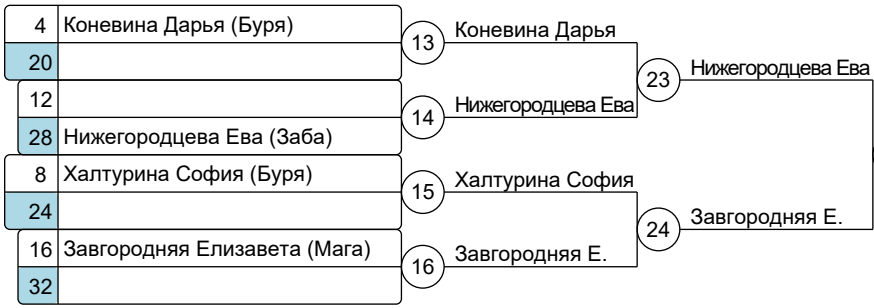 4 Коневина Дарья (Буря)
20
12
28 Нижегородцева Ева (Заба)
8 Халтурина София (Буря)
24
16 Завгородняя Елизавета (Мага)
32
13 Коневина Дарья
14 Нижегородцева Ева
15 Халтурина София
16 Завгородняя Е.
23 Нижегородцева Ева
24 Завгородняя Е.